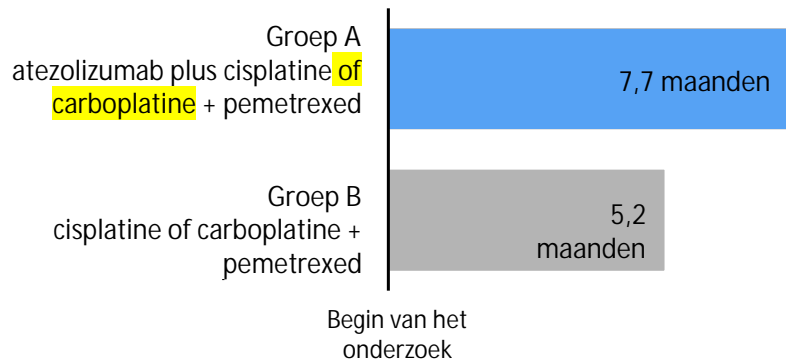 Groep A
atezolizumab plus cisplatine of
carboplatine + pemetrexed
7,7 maanden
Groep B
cisplatine of carboplatine +
pemetrexed
5,2
maanden
Begin van het
onderzoek